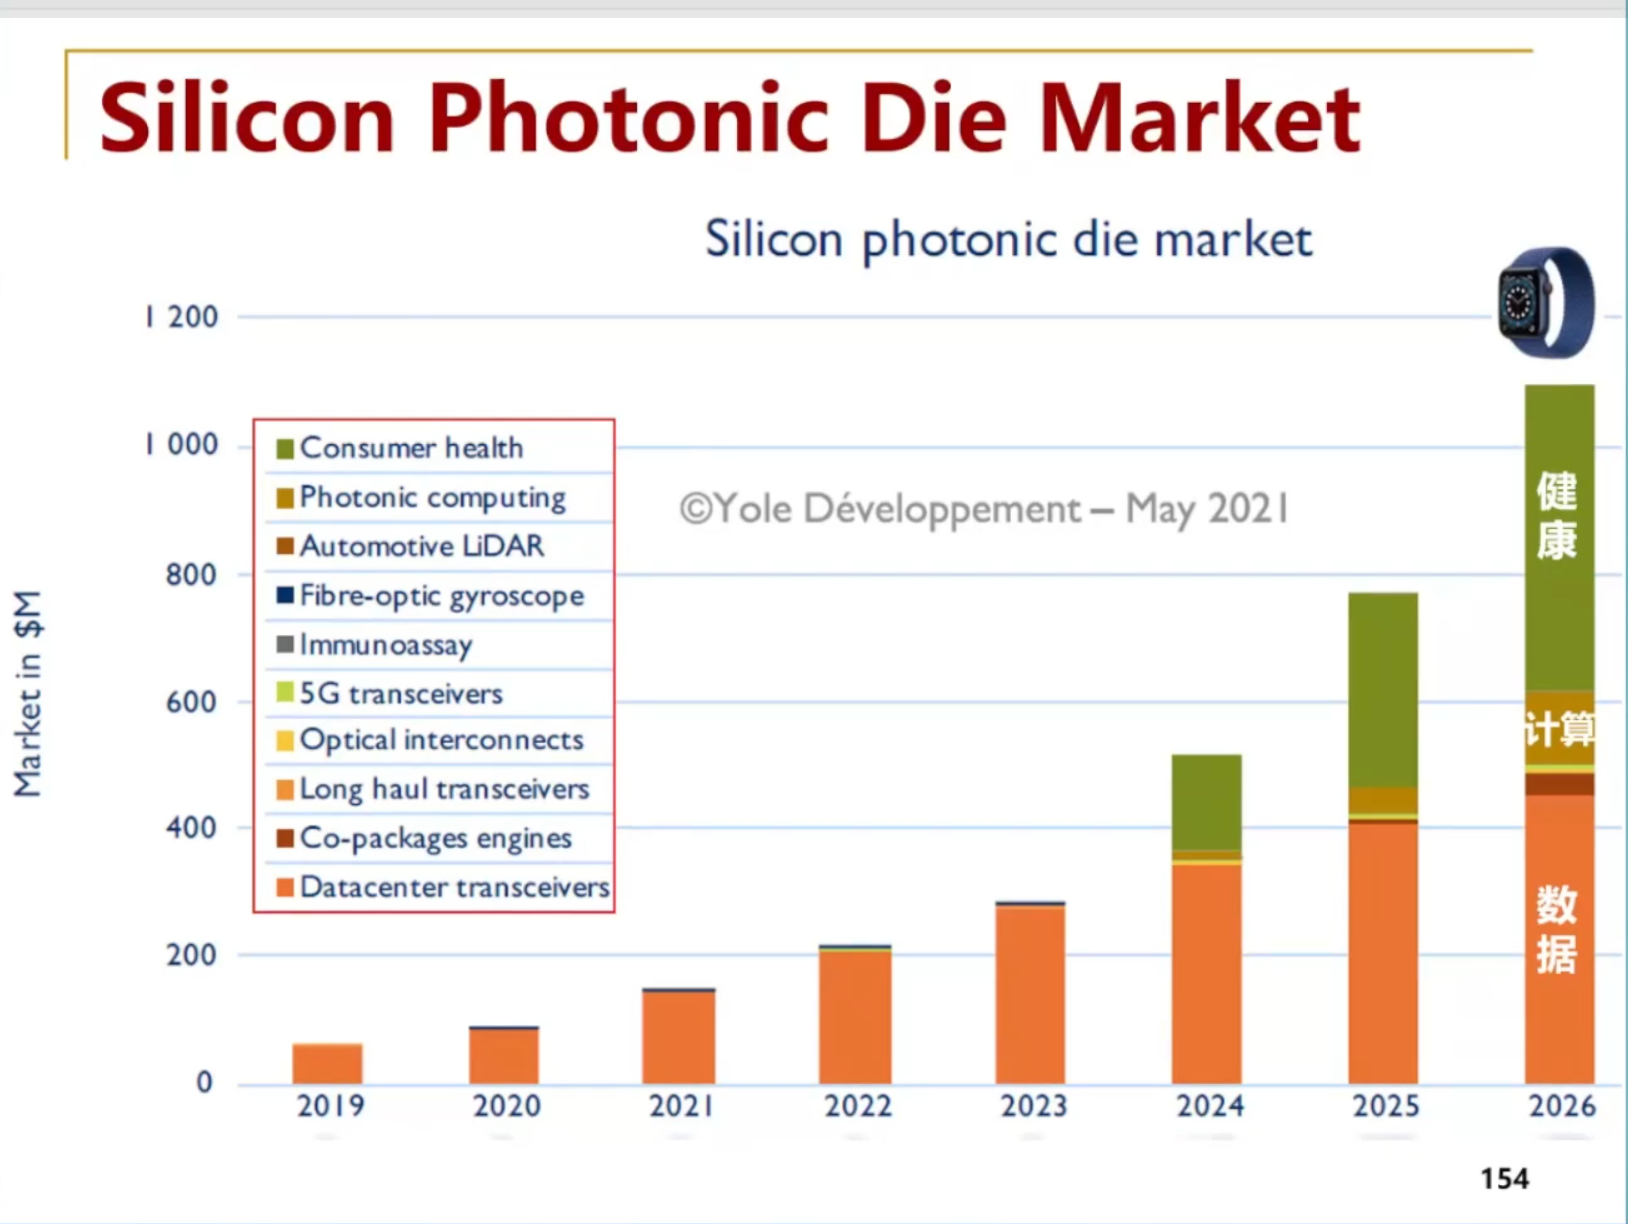 Silicon Photonic Die Market
Silicon photonic die market
Market in $M
1 200
1 000
800
600
400
200
0
Consumer health
Photonic computing
Automotive LiDAR
Fibre-optic gyroscope
Immunoassay
5G transceivers
Optical interconnects
Long haul transceivers
Co-packages engines
Datacenter transceivers
©Yole Développement – May 2021
健
康
计算
数
据
2019 2020 2021 2022 2023 2024 2025 2026
154